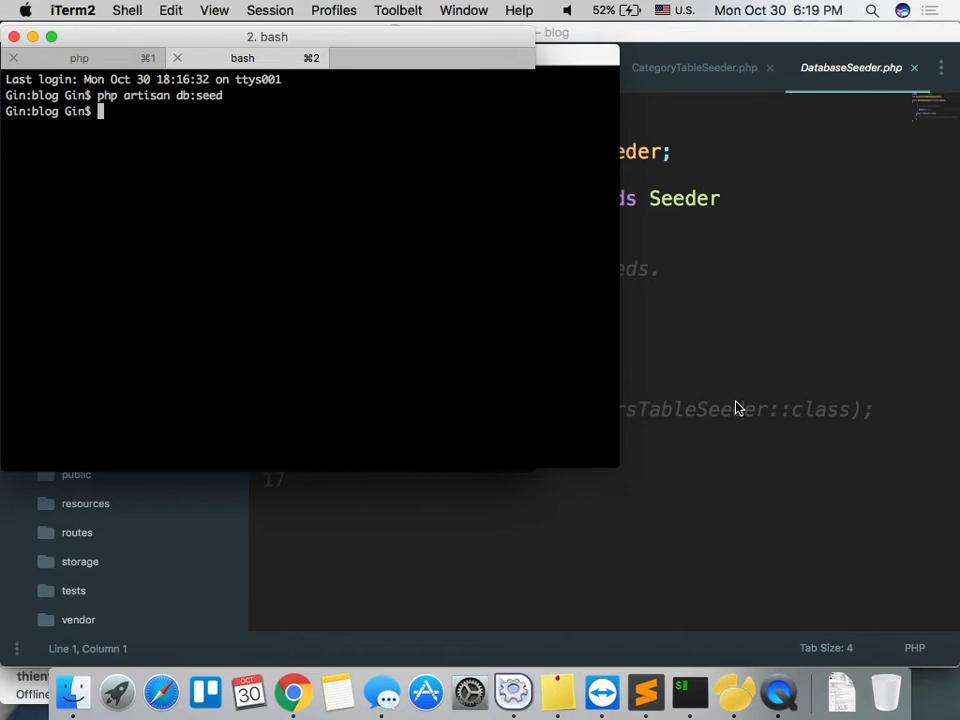 iTerm2 Shell Edit View Session Profiles Toolbelt Window Help 52% U.S. Mon Oct 30 6:19 PM
2. bash
blog
php ⌘1 bash ⌘2
CategoryTableSeeder.php DatabaseSeeder.php
Last login: Mon Oct 30 18:16:32 on ttys001
Gin:blog Gin$ php artisan db:seed
Gin:blog Gin$
eder;
ds Seeder
eds.
rsTableSeeder::class);
17
public
resources
routes
storage
tests
vendor
Line 1, Column 1 Tab Size: 4 PHP
thien
Offline
30
XLS